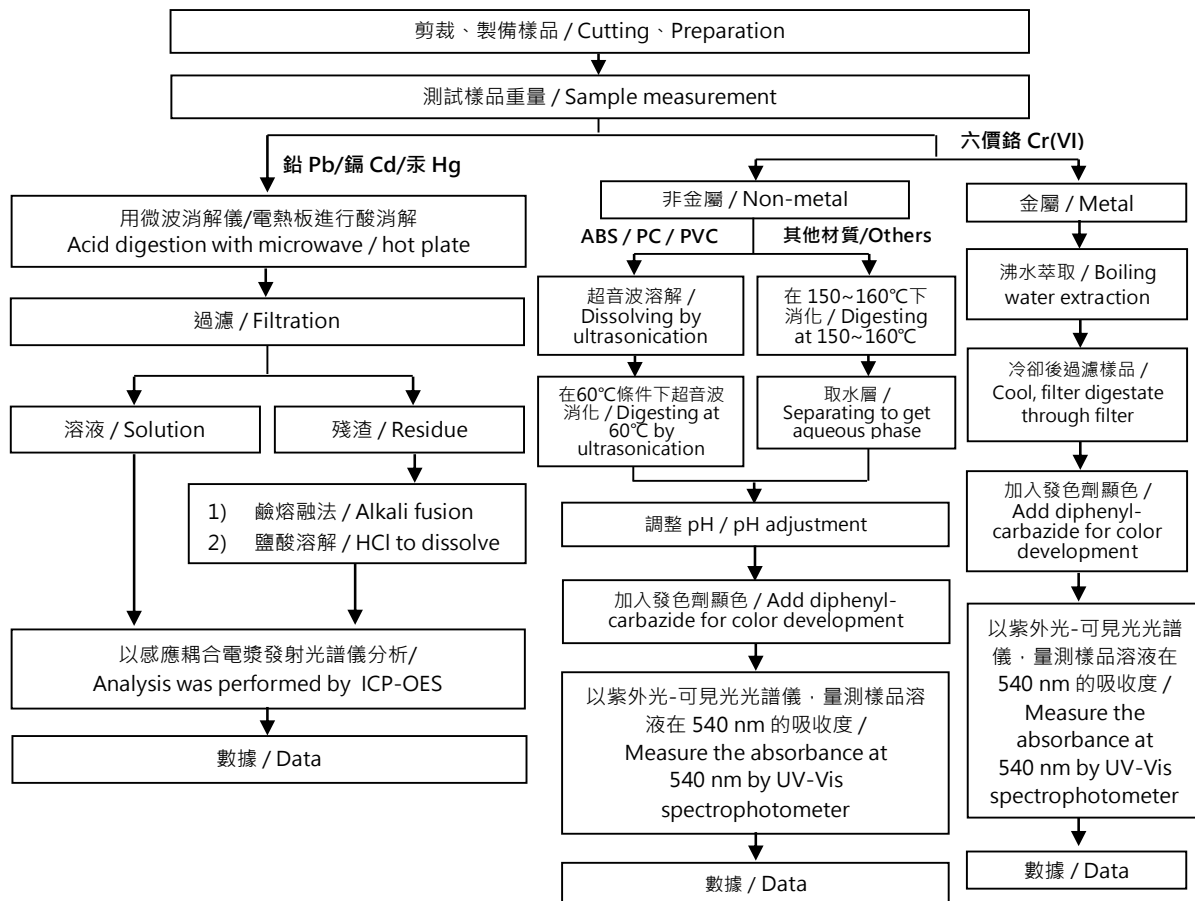 剪裁、製備樣品 / Cutting、Preparation
測試樣品重量 / Sample measurement
鉛 Pb/鎘 Cd/汞 Hg
用微波消解儀/電熱板進行酸消解
Acid digestion with microwave / hot plate
過濾 / Filtration
溶液 / Solution
殘渣 / Residue
1) 鹼熔融法 / Alkali fusion
2) 鹽酸溶解 / HCl to dissolve
以感應耦合電漿發射光譜儀分析/
Analysis was performed by ICP-OES
數據 / Data
六價鉻 Cr(VI)
非金屬 / Non-metal
ABS / PC / PVC
超音波溶解 /
Dissolving by
ultrasonication
在60℃條件下超音波
消化 / Digesting at
60℃ by
ultrasonication
其他材質/Others
在 150~160℃下
消化 / Digesting
at 150~160℃
取水層 /
Separating to get
aqueous phase
調整 pH / pH adjustment
加入發色劑顯色 / Add diphenyl-
carbazide for color development
以紫外光-可見光光譜儀，量測樣品溶
液在 540 nm 的吸收度 /
Measure the absorbance at
540 nm by UV-Vis
spectrophotometer
數據 / Data
金屬 / Metal
沸水萃取 / Boiling
water extraction
冷卻後過濾樣品 /
Cool, filter digestate
through filter
加入發色劑顯色 /
Add diphenyl-
carbazide for color
development
以紫外光-可見光光譜
儀，量測樣品溶液在
540 nm 的吸收度 /
Measure the
absorbance at
540 nm by UV-Vis
spectrophotometer
數據 / Data